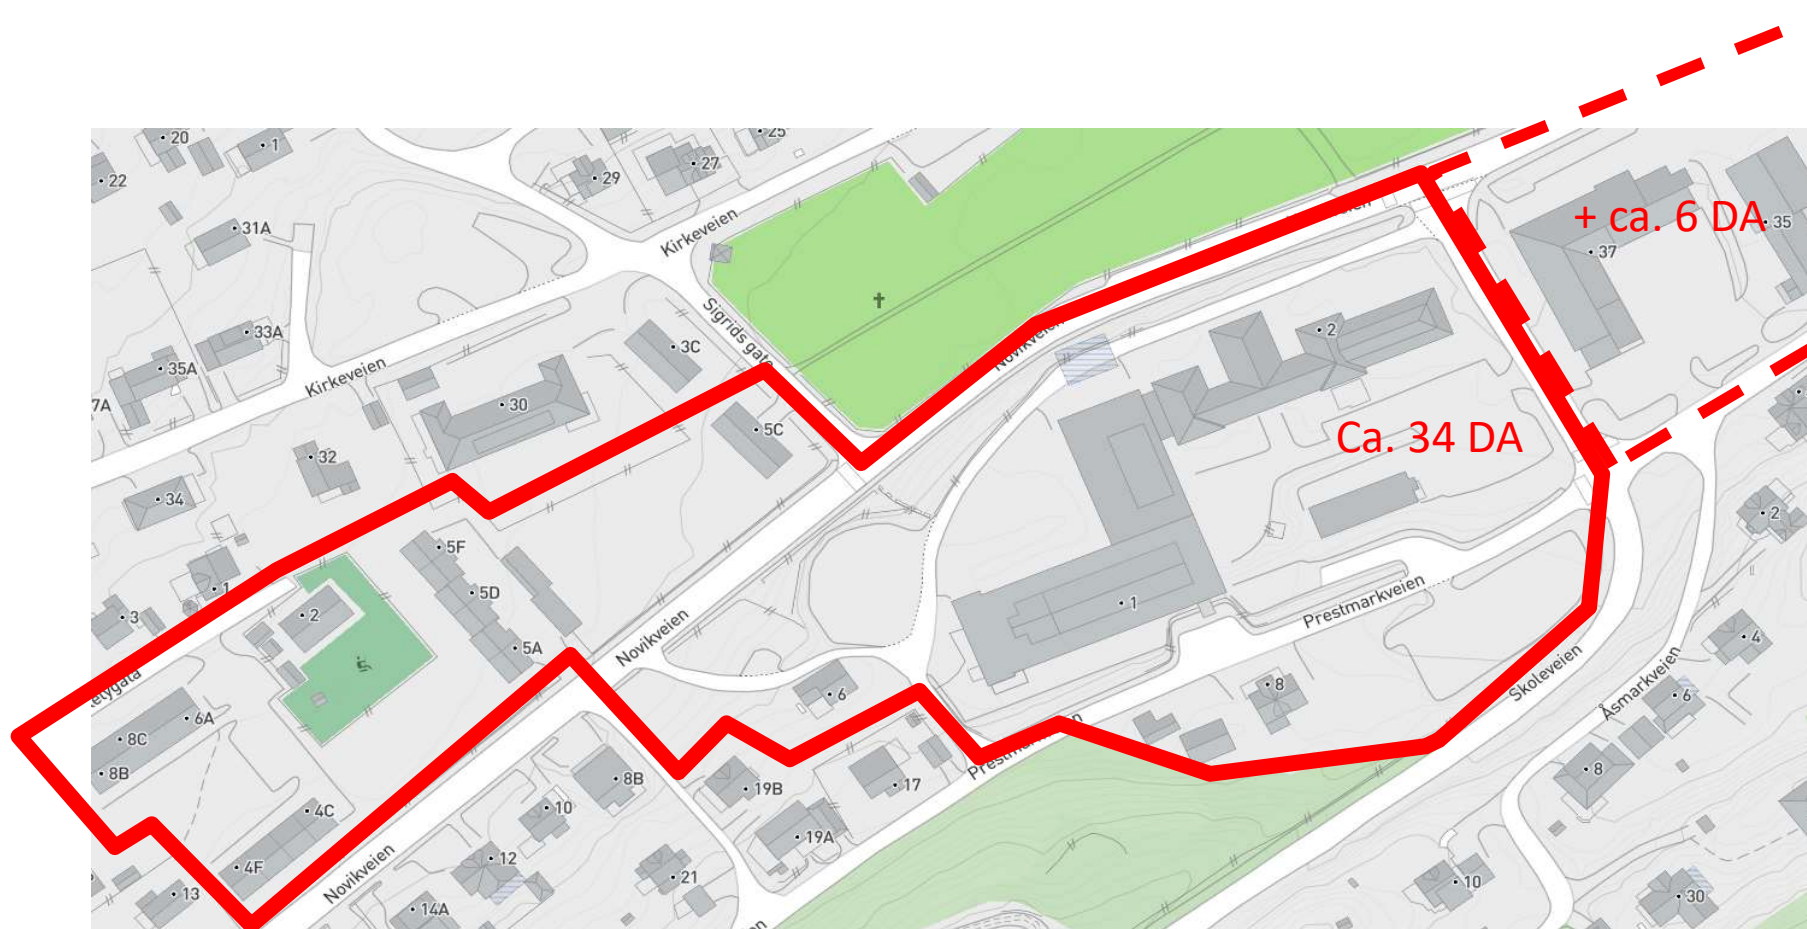 20
1
25
27
22
29
31A
Kirkeveien
+ ca. 6 DA
35
37
Sigrids gata
33A
3C
Novikveien
2
35A
Kirkeveien
7A
30
5C
Ca. 34 DA
32
34
2
5F
1
5D
3
2
1
Prestmarkveien
5A
Novikveien
4
Skoleveien
Åsmarkveien
6A
6
8
6
8C
8B
8B
19B
17
8
4C
10
19A
12
4F
Novikveien
21
10
13
14A
30